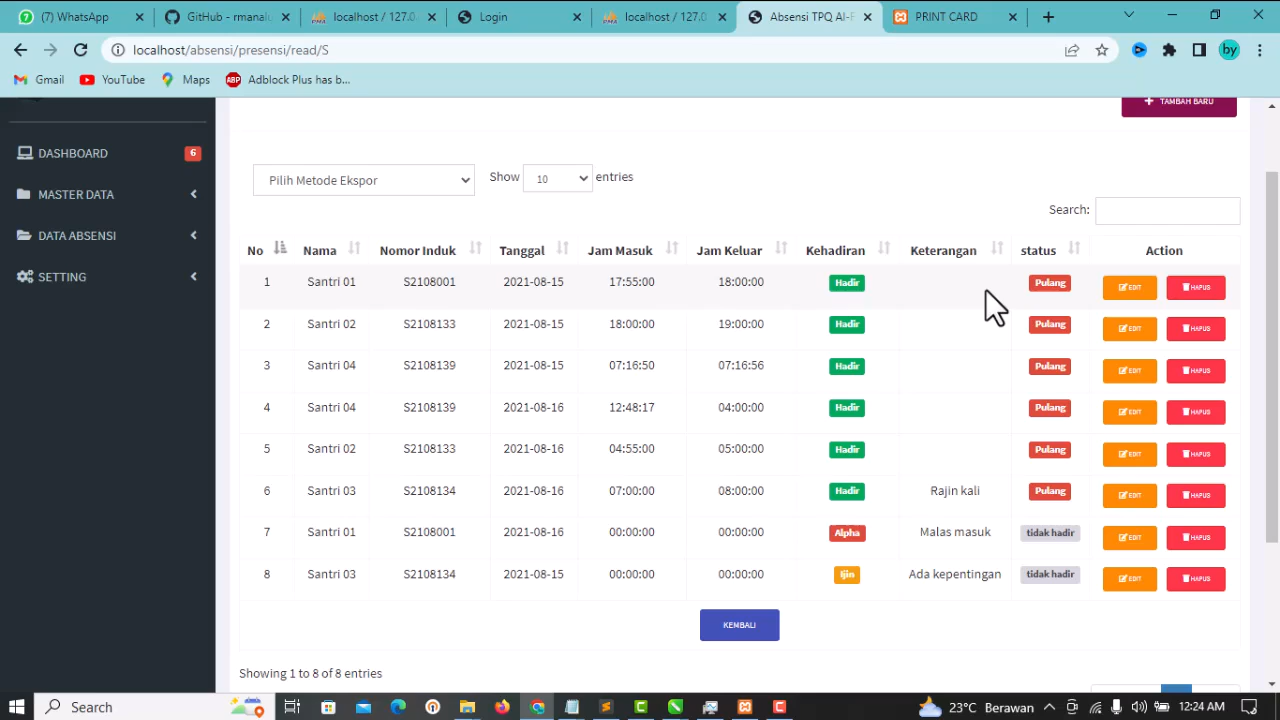 (7) WhatsApp
GitHub - rmanalu
localhost / 127.0.
Login
localhost / 127.0
Absensi TPQ Al-F
PRINT CARD
localhost/absensi/presensi/read/S
by
Gmail
YouTube
Maps
ABP
Adblock Plus has b...
TAMBAH BARU
DASHBOARD 6
MASTER DATA
DATA ABSENSI
SETTING
Pilih Metode Ekspor
Show 10 entries
Search:
No Nama Nomor Induk Tanggal Jam Masuk Jam Keluar Kehadiran Keterangan status Action
1 Santri 01 S2108001 2021-08-15 17:55:00 18:00:00 Hadir Pulang EDIT HAPUS
2 Santri 02 S2108133 2021-08-15 18:00:00 19:00:00 Hadir Pulang EDIT HAPUS
3 Santri 04 S2108139 2021-08-15 07:16:50 07:16:56 Hadir Pulang EDIT HAPUS
4 Santri 04 S2108139 2021-08-16 12:48:17 04:00:00 Hadir Pulang EDIT HAPUS
5 Santri 02 S2108133 2021-08-16 04:55:00 05:00:00 Hadir Pulang EDIT HAPUS
6 Santri 03 S2108134 2021-08-16 07:00:00 08:00:00 Hadir Rajin kali Pulang EDIT HAPUS
7 Santri 01 S2108001 2021-08-16 00:00:00 00:00:00 Alpha Malas masuk tidak hadir EDIT HAPUS
8 Santri 03 S2108134 2021-08-15 00:00:00 00:00:00 Ijin Ada kepentingan tidak hadir EDIT HAPUS
KEMBALI
Showing 1 to 8 of 8 entries
Search
23°C Berawan
12:24 AM